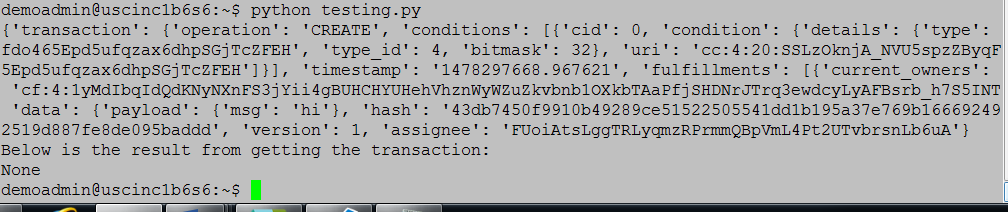 demoadmin@uscinc1b6s6:~$ python testing.py
{'transaction': {'operation': 'CREATE', 'conditions': [{'cid': 0, 'condition': {'details': {'type':
fdo465Epd5ufqzax6dhpSGjTcZFEH', 'type_id': 4, 'bitmask': 32}, 'uri': 'cc:4:20:SSLzOknjA_NVU5spzZByqF
5Epd5ufqzax6dhpSGjTcZFEH']}], 'timestamp': '1478297668.967621', 'fulfillments': [{'current_owners':
'cf:4:1yMdIbqIdQdKNyNXnFS3jYii4gBUHCHYUHehVhznWyWZuZkvbnb1OXkbTAaPfjSHDNrJTrq3ewdcyLyAFBsrb_h7S5INT
'data': {'payload': {'msg': 'hi'}, 'hash': '43db7450f9910b49289ce51522505541dd1b195a37e769b16669249
2519d887fe8de095baddd', 'version': 1, 'assignee': 'FUoiAtsLggTRLyqmzRPrmmQBpVmL4Pt2UTvbrsnLb6uA'}
Below is the result from getting the transaction:
None
demoadmin@uscinc1b6s6:~$